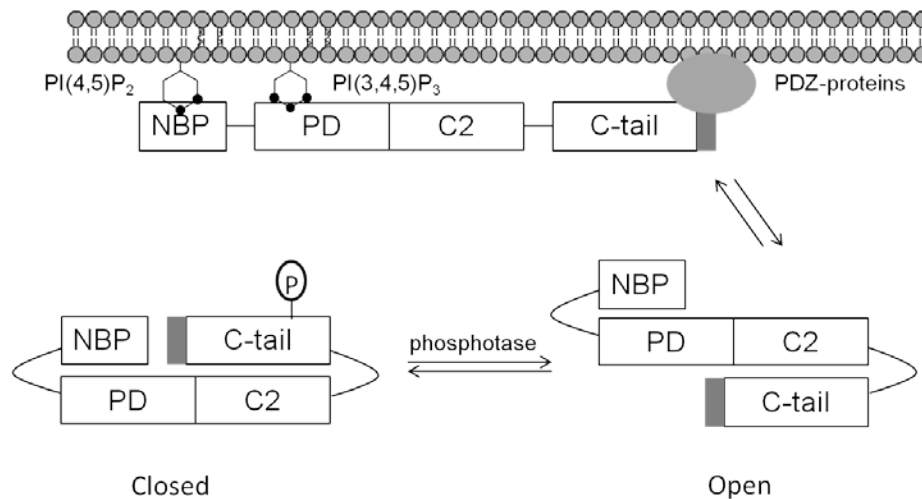 PI(4,5)P₂ PI(3,4,5)P₃ PDZ-proteins
NBP PD C2 C-tail
P
NBP
NBP C-tail phosphotase PD C2
PD C2 C-tail
Closed Open